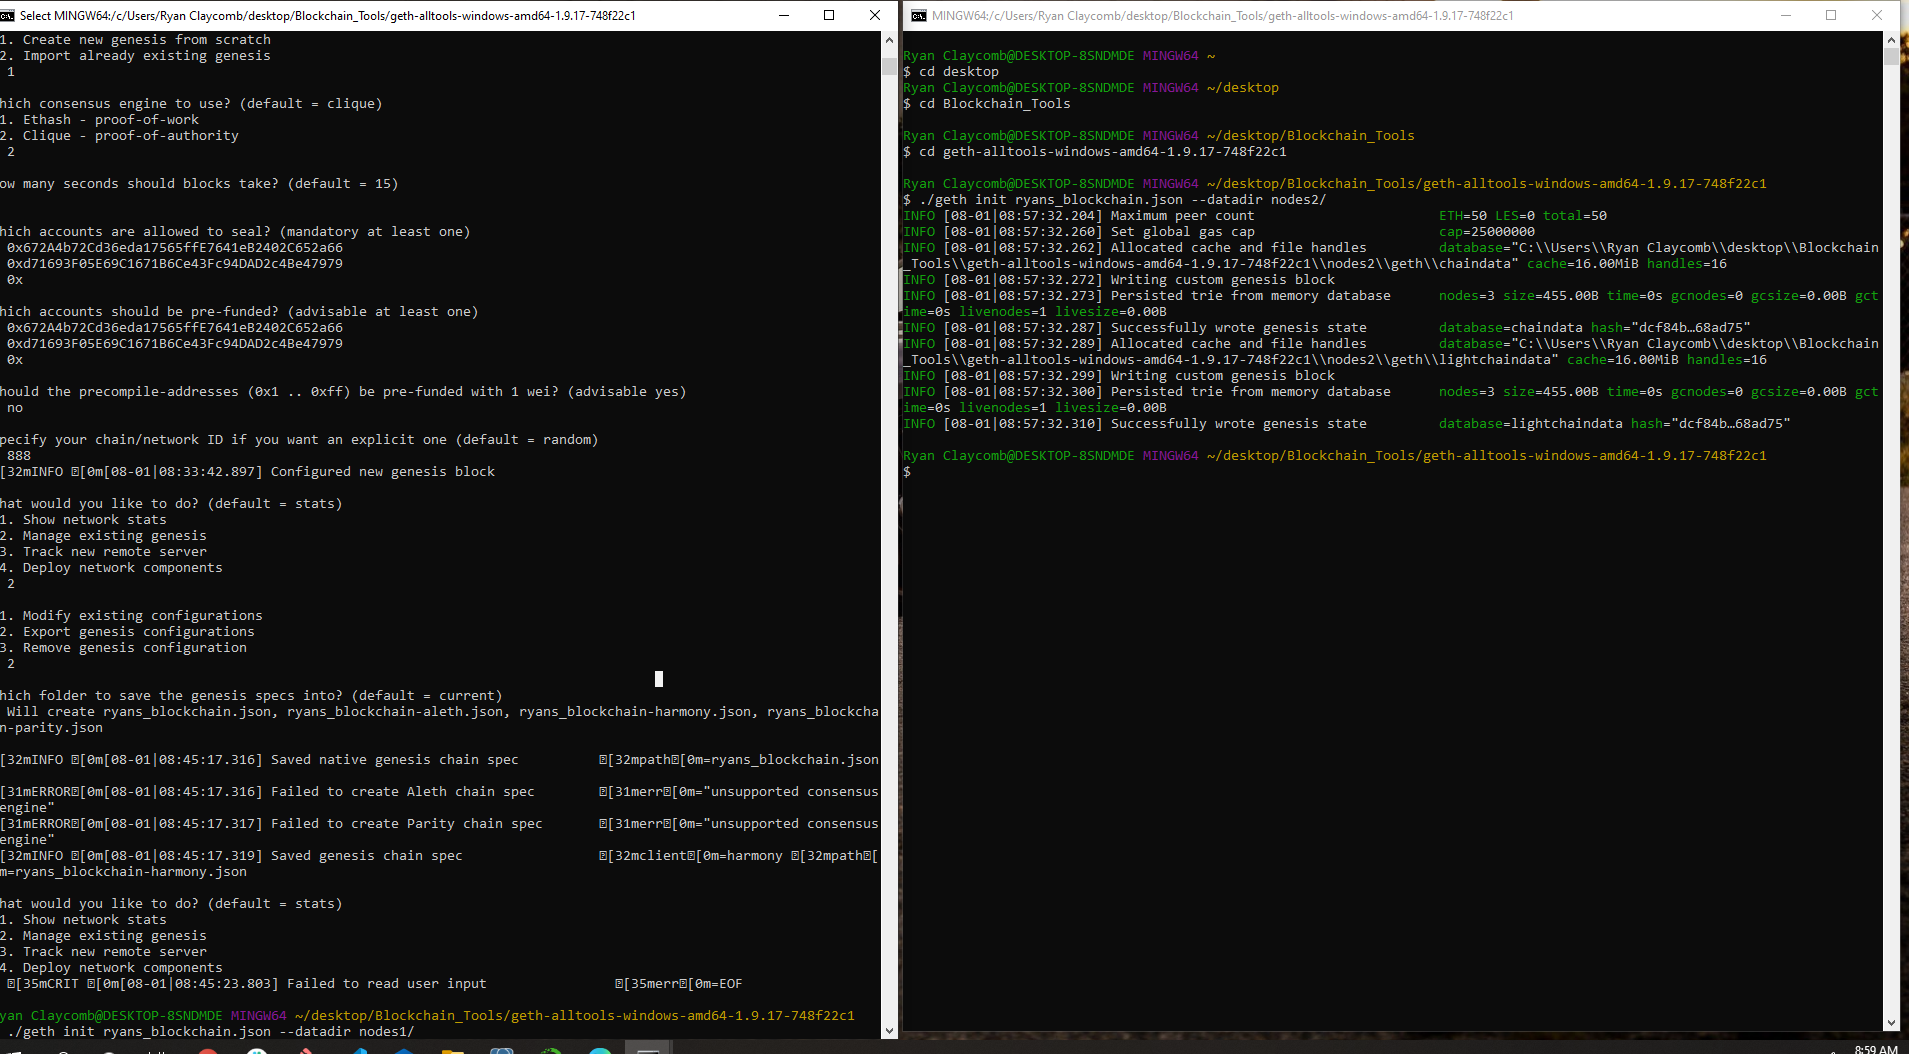 Select MINGW64:/c/Users/Ryan Claycomb/desktop/Blockchain_Tools/geth-alltools-windows-amd64-1.9.17-748f22c1
1. Create new genesis from scratch
2. Import already existing genesis
1
hich consensus engine to use? (default = clique)
1. Ethash - proof-of-work
2. Clique - proof-of-authority
2
ow many seconds should blocks take? (default = 15)
hich accounts are allowed to seal? (mandatory at least one)
0x672A4b72Cd36eda17565ffE7641eB2402C652a66
0xd71693F05E69C1671B6Ce43Fc94DAD2c4Be47979
0x
hich accounts should be pre-funded? (advisable at least one)
0x672A4b72Cd36eda17565ffE7641eB2402C652a66
0xd71693F05E69C1671B6Ce43Fc94DAD2c4Be47979
0x
hould the precompile-addresses (0x1 .. 0xff) be pre-funded with 1 wei? (advisable yes)
no
pecify your chain/network ID if you want an explicit one (default = random)
888
[32mINFO [0m[08-01|08:33:42.897] Configured new genesis block
hat would you like to do? (default = stats)
1. Show network stats
2. Manage existing genesis
3. Track new remote server
4. Deploy network components
2
1. Modify existing configurations
2. Export genesis configurations
3. Remove genesis configuration
2
hich folder to save the genesis specs into? (default = current)
Will create ryans_blockchain.json, ryans_blockchain-aleth.json, ryans_blockchain-harmony.json, ryans_blockcha
n-parity.json
[32mINFO [0m[08-01|08:45:17.316] Saved native genesis chain spec [32mpath[0m=ryans_blockchain.json
[31mERROR[0m[08-01|08:45:17.316] Failed to create Aleth chain spec [31merr[0m="unsupported consensus
engine"
[31mERROR[0m[08-01|08:45:17.317] Failed to create Parity chain spec [31merr[0m="unsupported consensus
engine"
[32mINFO [0m[08-01|08:45:17.319] Saved genesis chain spec [32mclient[0m=harmony [32mpath[
m=ryans_blockchain-harmony.json
hat would you like to do? (default = stats)
1. Show network stats
2. Manage existing genesis
3. Track new remote server
4. Deploy network components
[35mCRIT [0m[08-01|08:45:23.803] Failed to read user input [35merr[0m=EOF
yan Claycomb@DESKTOP-8SNDMDE MINGW64 ~/desktop/Blockchain_Tools/geth-alltools-windows-amd64-1.9.17-748f22c1
./geth init ryans_blockchain.json --datadir nodes1/
MINGW64:/c/Users/Ryan Claycomb/desktop/Blockchain_Tools/geth-alltools-windows-amd64-1.9.17-748f22c1
Ryan Claycomb@DESKTOP-8SNDMDE MINGW64 ~
$ cd desktop
Ryan Claycomb@DESKTOP-8SNDMDE MINGW64 ~/desktop
$ cd Blockchain_Tools
Ryan Claycomb@DESKTOP-8SNDMDE MINGW64 ~/desktop/Blockchain_Tools
$ cd geth-alltools-windows-amd64-1.9.17-748f22c1
Ryan Claycomb@DESKTOP-8SNDMDE MINGW64 ~/desktop/Blockchain_Tools/geth-alltools-windows-amd64-1.9.17-748f22c1
$ ./geth init ryans_blockchain.json --datadir nodes2/
INFO [08-01|08:57:32.204] Maximum peer count ETH=50 LES=0 total=50
INFO [08-01|08:57:32.260] Set global gas cap cap=25000000
INFO [08-01|08:57:32.262] Allocated cache and file handles database="C:\\Users\\Ryan Claycomb\\desktop\\Blockchain
_Tools\\geth-alltools-windows-amd64-1.9.17-748f22c1\\nodes2\\geth\\chaindata" cache=16.00MiB handles=16
INFO [08-01|08:57:32.272] Writing custom genesis block
INFO [08-01|08:57:32.273] Persisted trie from memory database nodes=3 size=455.00B time=0s gcnodes=0 gcsize=0.00B gct
ime=0s livenodes=1 livesize=0.00B
INFO [08-01|08:57:32.287] Successfully wrote genesis state database=chaindata hash="dcf84b…68ad75"
INFO [08-01|08:57:32.289] Allocated cache and file handles database="C:\\Users\\Ryan Claycomb\\desktop\\Blockchain
_Tools\\geth-alltools-windows-amd64-1.9.17-748f22c1\\nodes2\\geth\\lightchaindata" cache=16.00MiB handles=16
INFO [08-01|08:57:32.299] Writing custom genesis block
INFO [08-01|08:57:32.300] Persisted trie from memory database nodes=3 size=455.00B time=0s gcnodes=0 gcsize=0.00B gct
ime=0s livenodes=1 livesize=0.00B
INFO [08-01|08:57:32.310] Successfully wrote genesis state database=lightchaindata hash="dcf84b…68ad75"
Ryan Claycomb@DESKTOP-8SNDMDE MINGW64 ~/desktop/Blockchain_Tools/geth-alltools-windows-amd64-1.9.17-748f22c1
$
8:59 AM